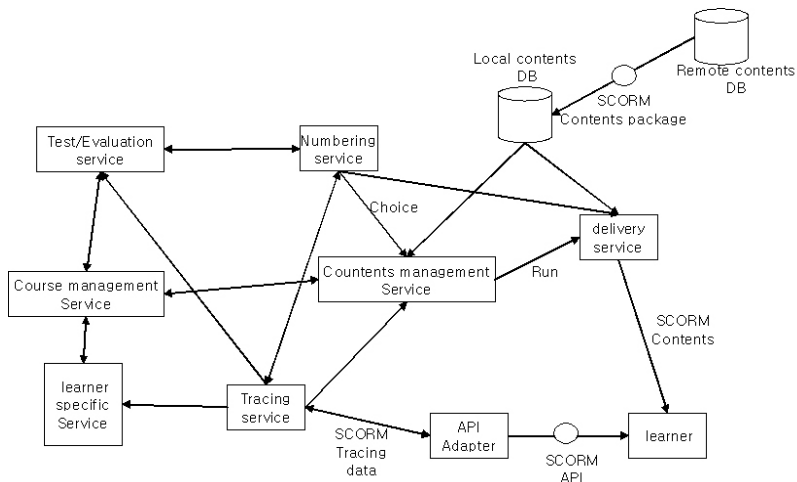 Local contents
DB
Remote contents
DB
SCORM
Contents package
Test/Evaluation
service
Numbering
service
Choice
delivery
service
Course management
Service
Countents management
Service
Run
SCORM
Contents
learner
specific
Service
Tracing
service
SCORM
Tracing
data
API
Adapter
SCORM
API
learner